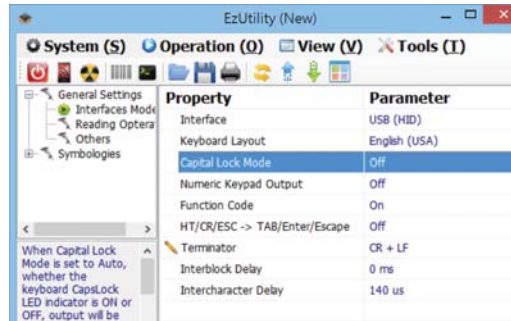 EzUtility (New)
System (S) Operation (O) View (V) Tools (T)
General Settings
Interfaces Mode
Reading Optera
Others
Symbologies
Property Parameter
Interface USB (HID)
Keyboard Layout English (USA)
Capital Lock Mode Off
Numeric Keypad Output Off
Function Code On
HT/CR/ESC -> TAB/Enter/Escape Off
Terminator CR + LF
Interblock Delay 0 ms
Intercharacter Delay 140 us
When Capital Lock
Mode is set to Auto,
whether the
keyboard CapsLock
LED indicator is ON or
OFF, output will be